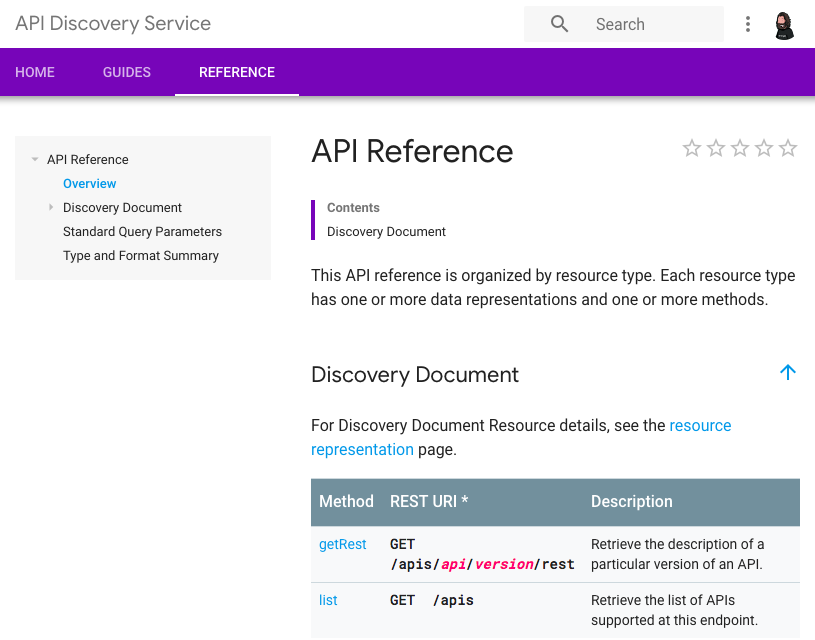 API Discovery Service
Search
HOME
GUIDES
REFERENCE
API Reference
Overview
Discovery Document
Standard Query Parameters
Type and Format Summary
API Reference
Contents
Discovery Document
This API reference is organized by resource type. Each resource type
has one or more data representations and one or more methods.
Discovery Document
For Discovery Document Resource details, see the resource
representation page.
Method REST URI * Description
getRest GET Retrieve the description of a
/apis/api/version/rest particular version of an API.
list GET /apis Retrieve the list of APIs
supported at this endpoint.